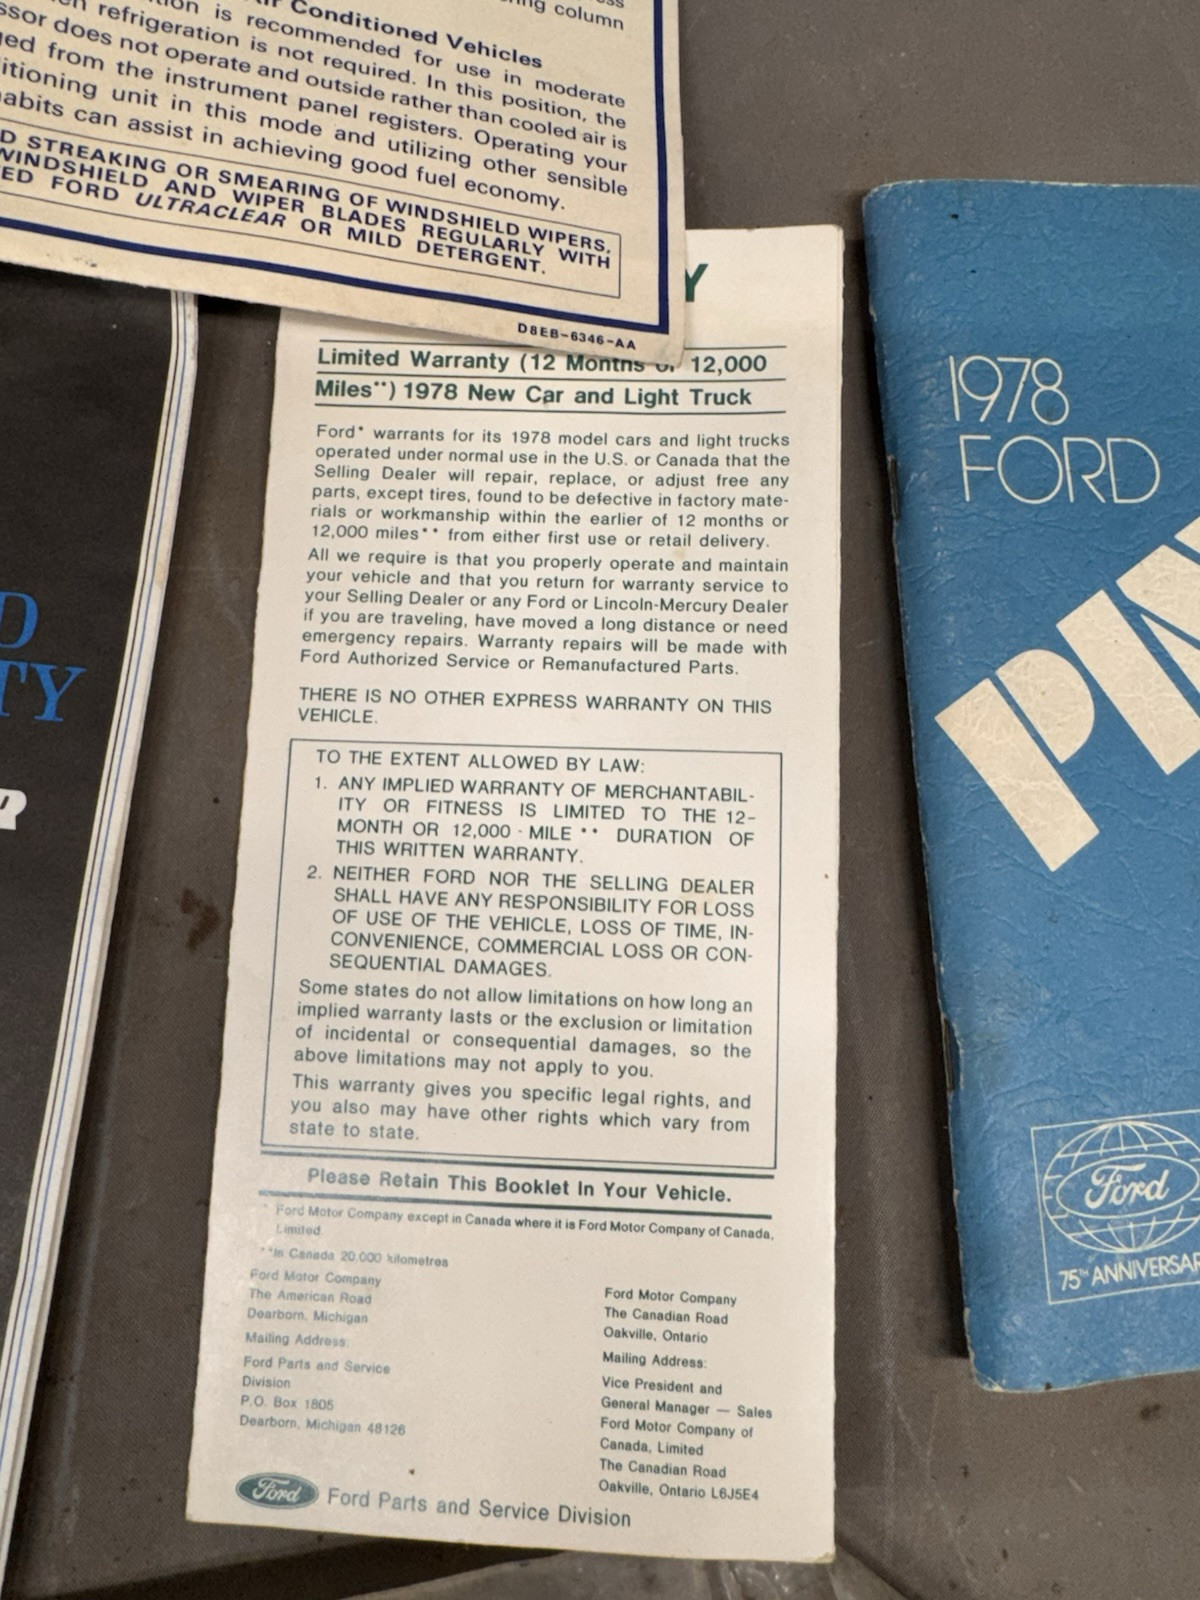 ng column
r Conditioned Vehicles
ion is recommended for use in moderate
refrigeration is not required. In this position, the
ssor does not operate and outside rather than cooled air is
ed from the instrument panel registers. Operating your
itioning unit in this mode and utilizing other sensible
abits can assist in achieving good fuel economy.
D STREAKING OR SMEARING OF WINDSHIELD WIPERS,
WINDSHIELD AND WIPER BLADES REGULARLY WITH
ED FORD ULTRACLEAR OR MILD DETERGENT.
D8EB-6346-AA
D
TY
Y
Limited Warranty (12 Months or 12,000
Miles**) 1978 New Car and Light Truck
Ford* warrants for its 1978 model cars and light trucks
operated under normal use in the U.S. or Canada that the
Selling Dealer will repair, replace, or adjust free any
parts, except tires, found to be defective in factory mate-
rials or workmanship within the earlier of 12 months or
12,000 miles** from either first use or retail delivery.
All we require is that you properly operate and maintain
your vehicle and that you return for warranty service to
your Selling Dealer or any Ford or Lincoln-Mercury Dealer
if you are traveling, have moved a long distance or need
emergency repairs. Warranty repairs will be made with
Ford Authorized Service or Remanufactured Parts.
THERE IS NO OTHER EXPRESS WARRANTY ON THIS
VEHICLE.
TO THE EXTENT ALLOWED BY LAW:
1. ANY IMPLIED WARRANTY OF MERCHANTABIL-
ITY OR FITNESS IS LIMITED TO THE 12-
MONTH OR 12,000 - MILE ** DURATION OF
THIS WRITTEN WARRANTY.
2. NEITHER FORD NOR THE SELLING DEALER
SHALL HAVE ANY RESPONSIBILITY FOR LOSS
OF USE OF THE VEHICLE, LOSS OF TIME, IN-
CONVENIENCE, COMMERCIAL LOSS OR CON-
SEQUENTIAL DAMAGES.
Some states do not allow limitations on how long an
implied warranty lasts or the exclusion or limitation
of incidental or consequential damages, so the
above limitations may not apply to you.
This warranty gives you specific legal rights, and
you also may have other rights which vary from
state to state.
Please Retain This Booklet In Your Vehicle.
* Ford Motor Company except in Canada where it is Ford Motor Company of Canada,
Limited
**In Canada 20,000 kilometres
Ford Motor Company
The American Road
Dearborn, Michigan
Mailing Address:
Ford Parts and Service
Division
P.O. Box 1805
Dearborn, Michigan 48126
Ford Motor Company
The Canadian Road
Oakville, Ontario
Mailing Address:
Vice President and
General Manager — Sales
Ford Motor Company of
Canada, Limited
The Canadian Road
Oakville, Ontario L6J5E4
Ford Ford Parts and Service Division
1978
FORD
PIN
Ford
75TH ANNIVERSAR